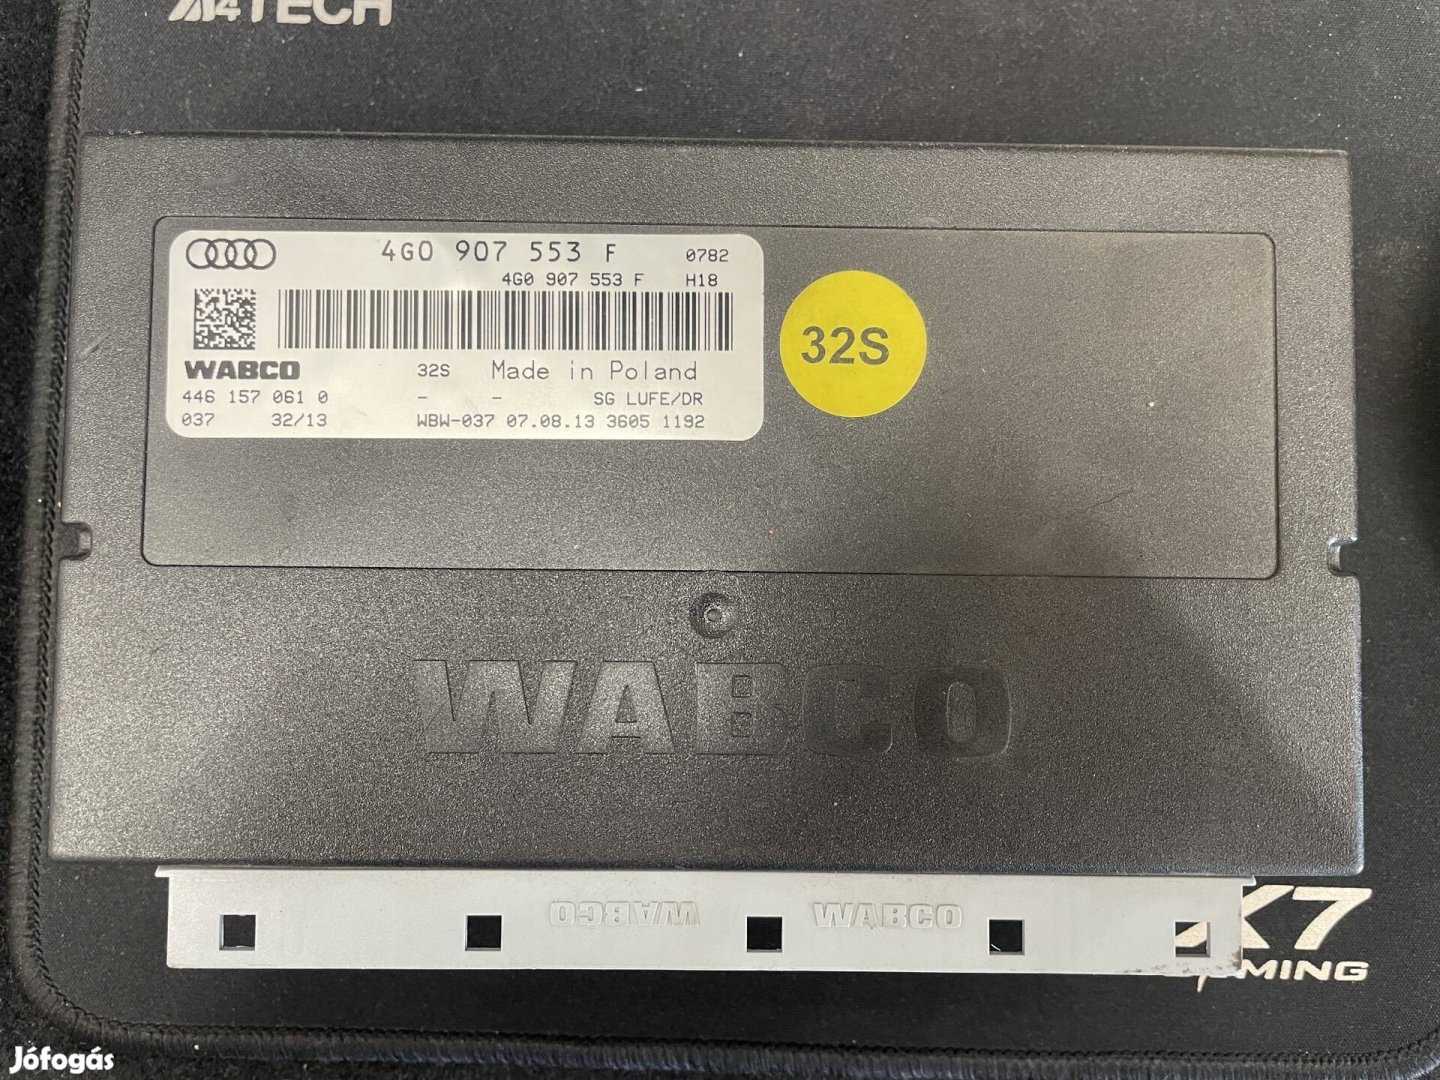 A4TECH
4G0 907 553 F 0782
4G0 907 553 F H18
WABCO 32S Made in Poland
446 157 061 0 - - SG LUFE/DR
037 32/13 WBW-037 07.08.13 3605 1192
32S
WABCO
WABCO WABCO
X7
Jófogás